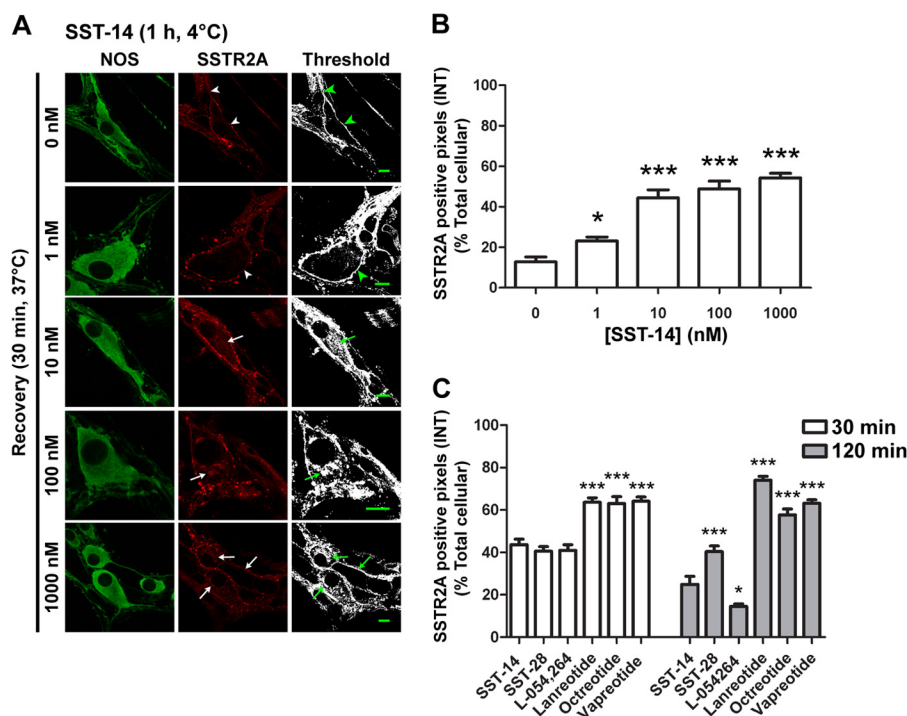 A
SST-14 (1 h, 4°C)
NOS SSTR2A Threshold
Recovery (30 min, 37°C)
0 nM
1 nM
10 nM
100 nM
1000 nM
B
SSTR2A positive pixels (INT)
(% Total cellular)
100
80
60
40
20
0
* *** *** ***
0 1 10 100 1000
[SST-14] (nM)
C
SSTR2A positive pixels (INT)
(% Total cellular)
100
80
60
40
20
0
30 min
120 min
*** *** ***
*** * *** *** ***
SST-14
SST-28
L-054,264
Lanreotide
Octreotide
Vapreotide
SST-14
SST-28
L-054264
Lanreotide
Octreotide
Vapreotide